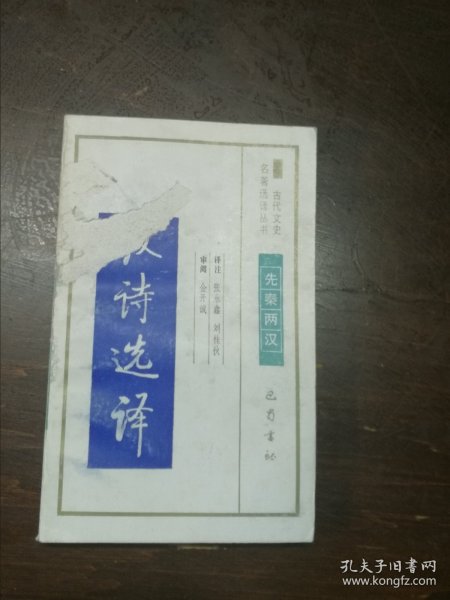 古代文史
名著选译丛书
先秦两汉
巴蜀书社
译注 张永鑫 刘桂秋
审阅 金开诚
汉诗选译
孔夫子旧书网
www.kongfz.com